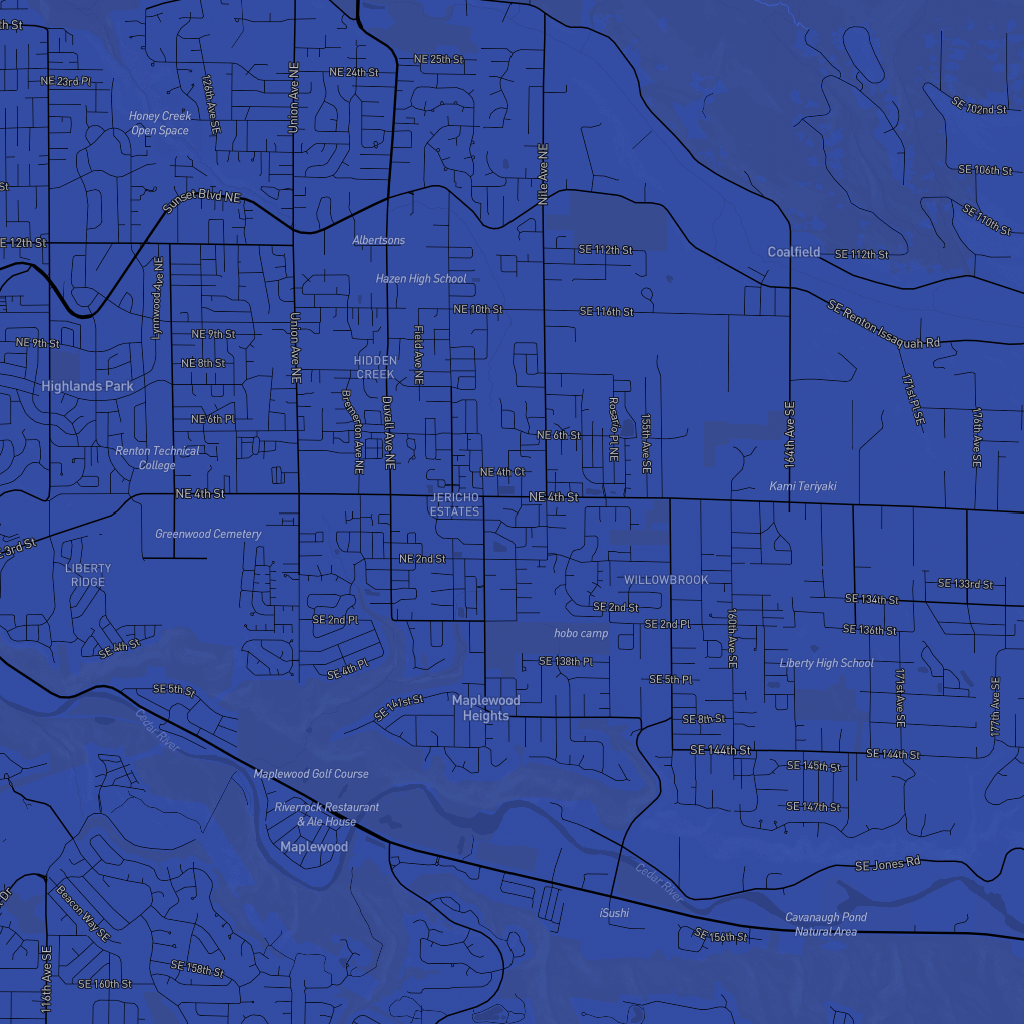 NE 25th St
NE 24th St
NE 23rd Pl
126th Ave SE
Union Ave NE
SE 102nd St
Honey Creek
Open Space
Nile Ave NE
SE 106th St
St
Sunset Blvd NE
SE 110th St
E 12th St
Albertsons
SE 112th St
Coalfield
SE 112th St
Hazen High School
Lynnwood Ave NE
NE 10th St
SE 116th St
SE Renton Issaquah Rd
NE 9th St
NE 9th St
Union Ave NE
Field Ave NE
NE 8th St
HIDDEN
CREEK
Highlands Park
171st Pl SE
NE 6th Pl
Bremerton Ave NE
Duvall Ave NE
Rosario Pl NE
155th Ave SE
164th Ave SE
176th Ave SE
NE 6th St
Renton Technical
College
NE 4th Ct
Kami Teriyaki
NE 4th St
JERICHO
ESTATES
NE 4th St
Greenwood Cemetery
3rd St
NE 2nd St
LIBERTY
RIDGE
WILLOWBROOK
SE 133rd St
SE 134th St
SE 2nd St
SE 2nd Pl
SE 2nd Pl
SE 136th St
hobo camp
160th Ave SE
SE 4th St
SE 4th Pl
SE 138th Pl
Liberty High School
SE 5th Pl
171st Ave SE
177th Ave SE
SE 5th St
SE 141st St
Maplewood
Heights
SE 8th St
Cedar River
SE 144th St
SE 144th St
SE 145th St
Maplewood Golf Course
Riverrock Restaurant
& Ale House
SE 147th St
Maplewood
SE Jones Rd
Cedar River
Dr
Beacon Way SE
iSushi
Cavanaugh Pond
Natural Area
SE 156th St
SE 158th St
116th Ave SE
SE 160th St